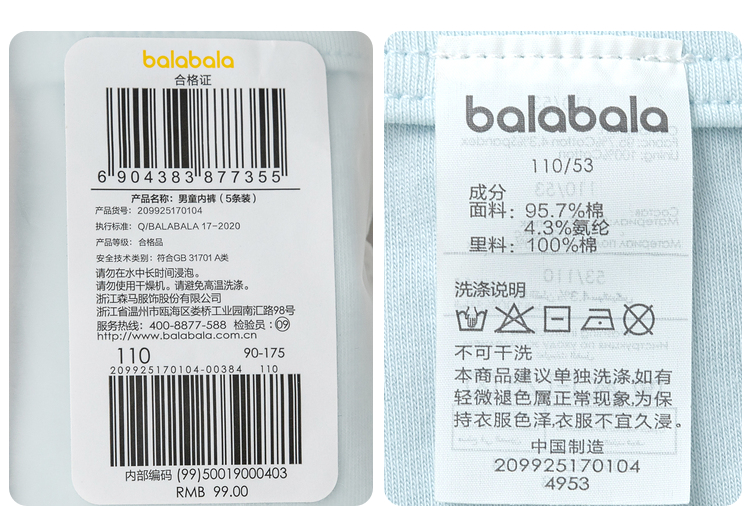 balabala
合格证
6 904383 877355
产品名称：男童内裤（5条装）
产品货号：209925170104
执行标准：Q/BALABALA 17-2020
产品等级：合格品
安全技术类别：符合GB 31701 A类
请勿在水中长时间浸泡。
请勿使用干燥机。请避免高温洗涤。
浙江森马服饰股份有限公司
浙江省温州市瓯海区娄桥工业园南汇路98号
服务热线：400-8877-588 检验员：09
http://www.balabala.com.cn
110 90-175
209925170104-00384 110
内部编码 (99)50019000403
RMB 99.00
balabala
110/53
成分
面料：95.7%棉
4.3%氨纶
里料：100%棉
洗涤说明
不可干洗
本商品建议单独洗涤,如有
轻微褪色属正常现象,为保
持衣服色泽,衣服不宜久浸。
中国制造
209925170104
4953